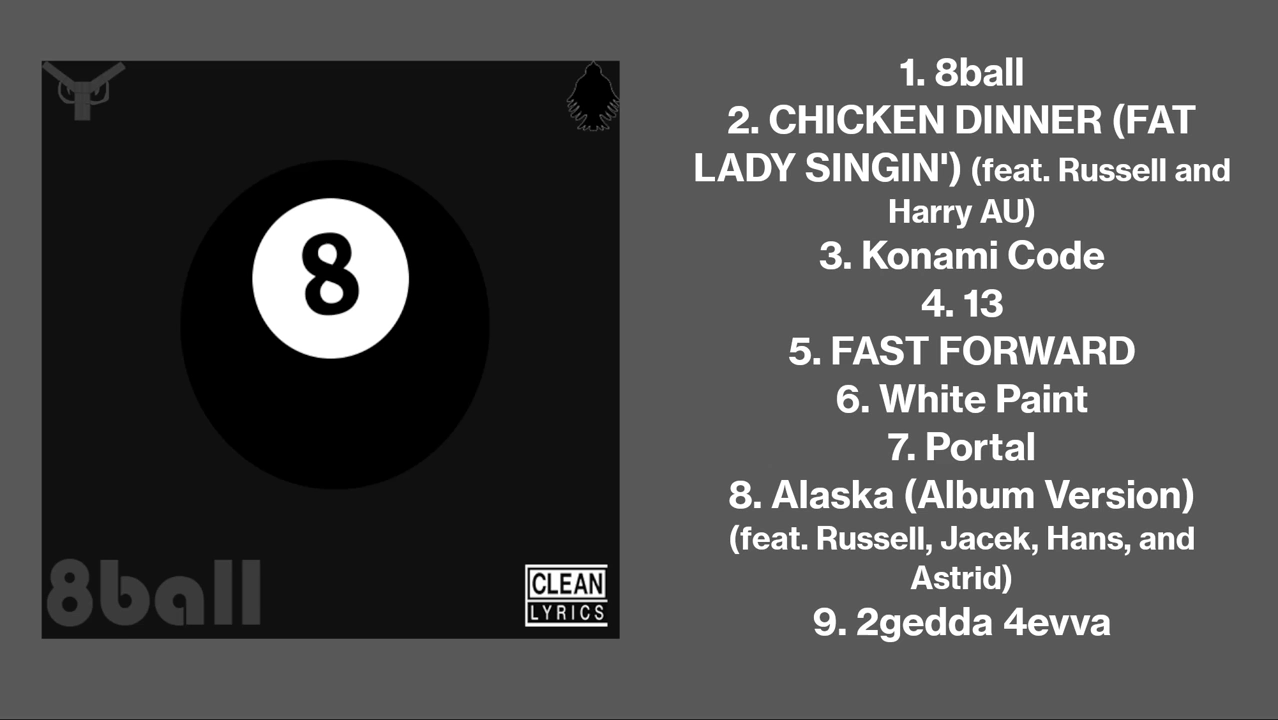 8
8ball
CLEAN
LYRICS
1. 8ball
2. CHICKEN DINNER (FAT
LADY SINGIN') (feat. Russell and
Harry AU)
3. Konami Code
4. 13
5. FAST FORWARD
6. White Paint
7. Portal
8. Alaska (Album Version)
(feat. Russell, Jacek, Hans, and
Astrid)
9. 2gedda 4evva